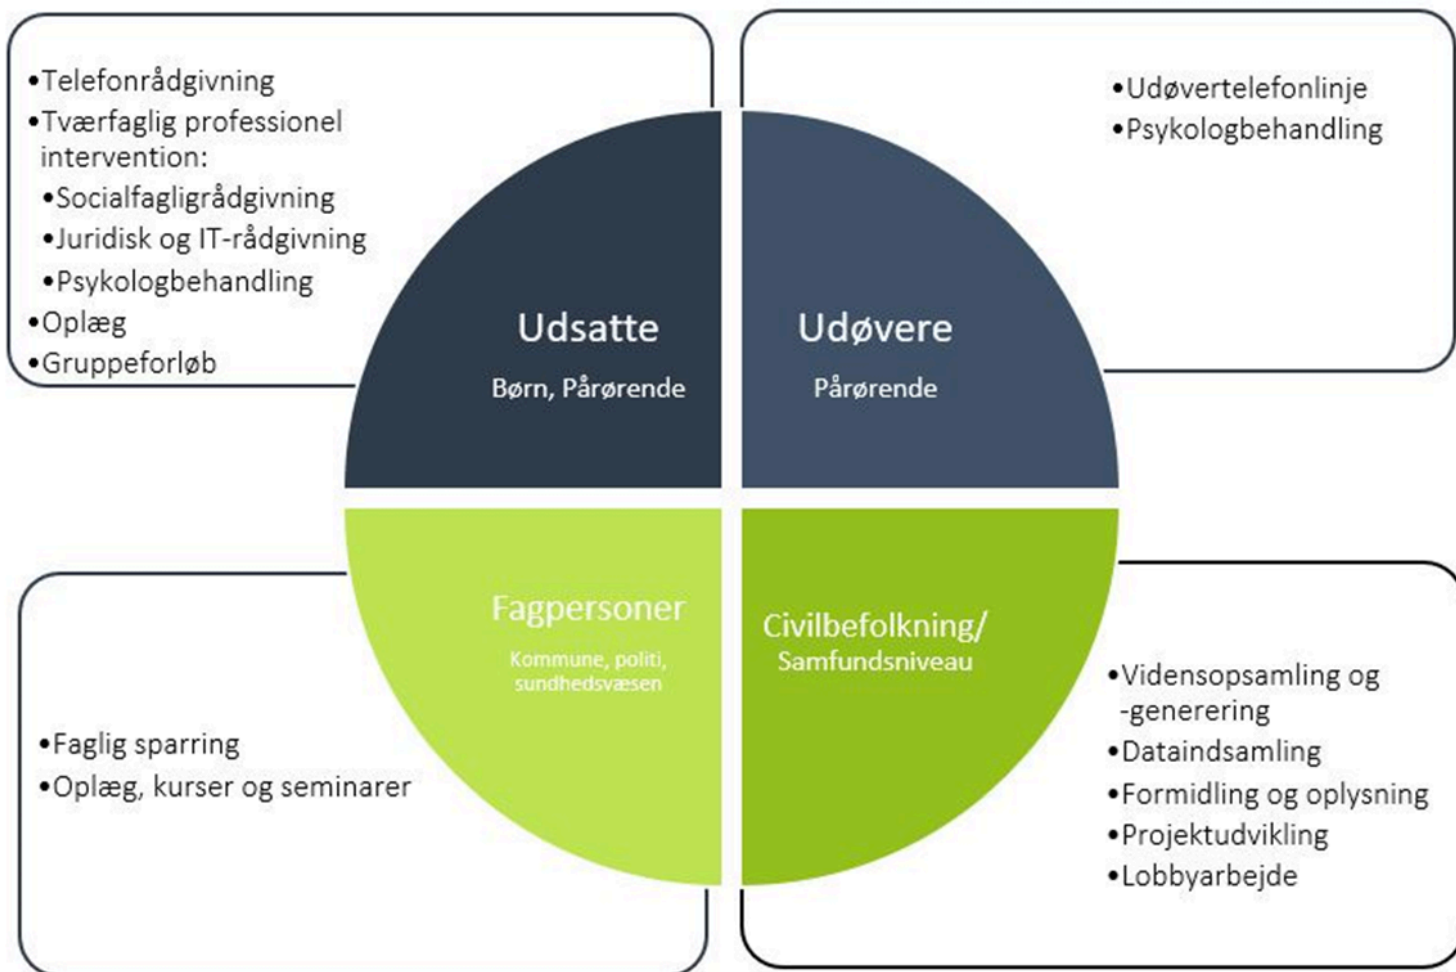 •Telefonrådgivning
•Tværfaglig professionel
intervention:
•Socialfagligrådgivning
•Juridisk og IT-rådgivning
•Psykologbehandling
•Oplæg
•Gruppeforløb
•Udøvertelefonlinje
•Psykologbehandling
Udsatte
Børn, Pårørende
Udøvere
Pårørende
Fagpersoner
Kommune, politi,
sundhedsvæsen
Civilbefolkning/
Samfundsniveau
•Faglig sparring
•Oplæg, kurser og seminarer
•Vidensopsamling og
-generering
•Dataindsamling
•Formidling og oplysning
•Projektudvikling
•Lobbyarbejde